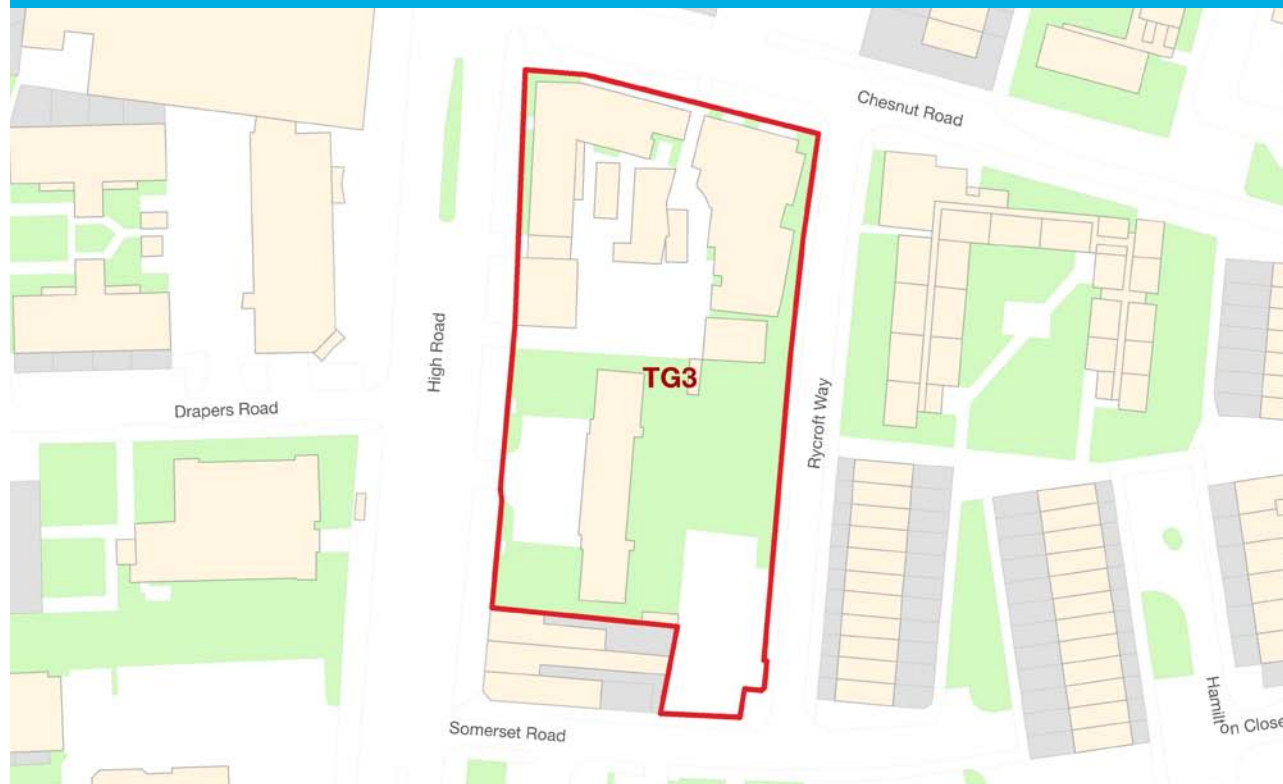 Chesnut Road
High Road
TG3
Drapers Road
Rycroft Way
Somerset Road
Hamilton Close